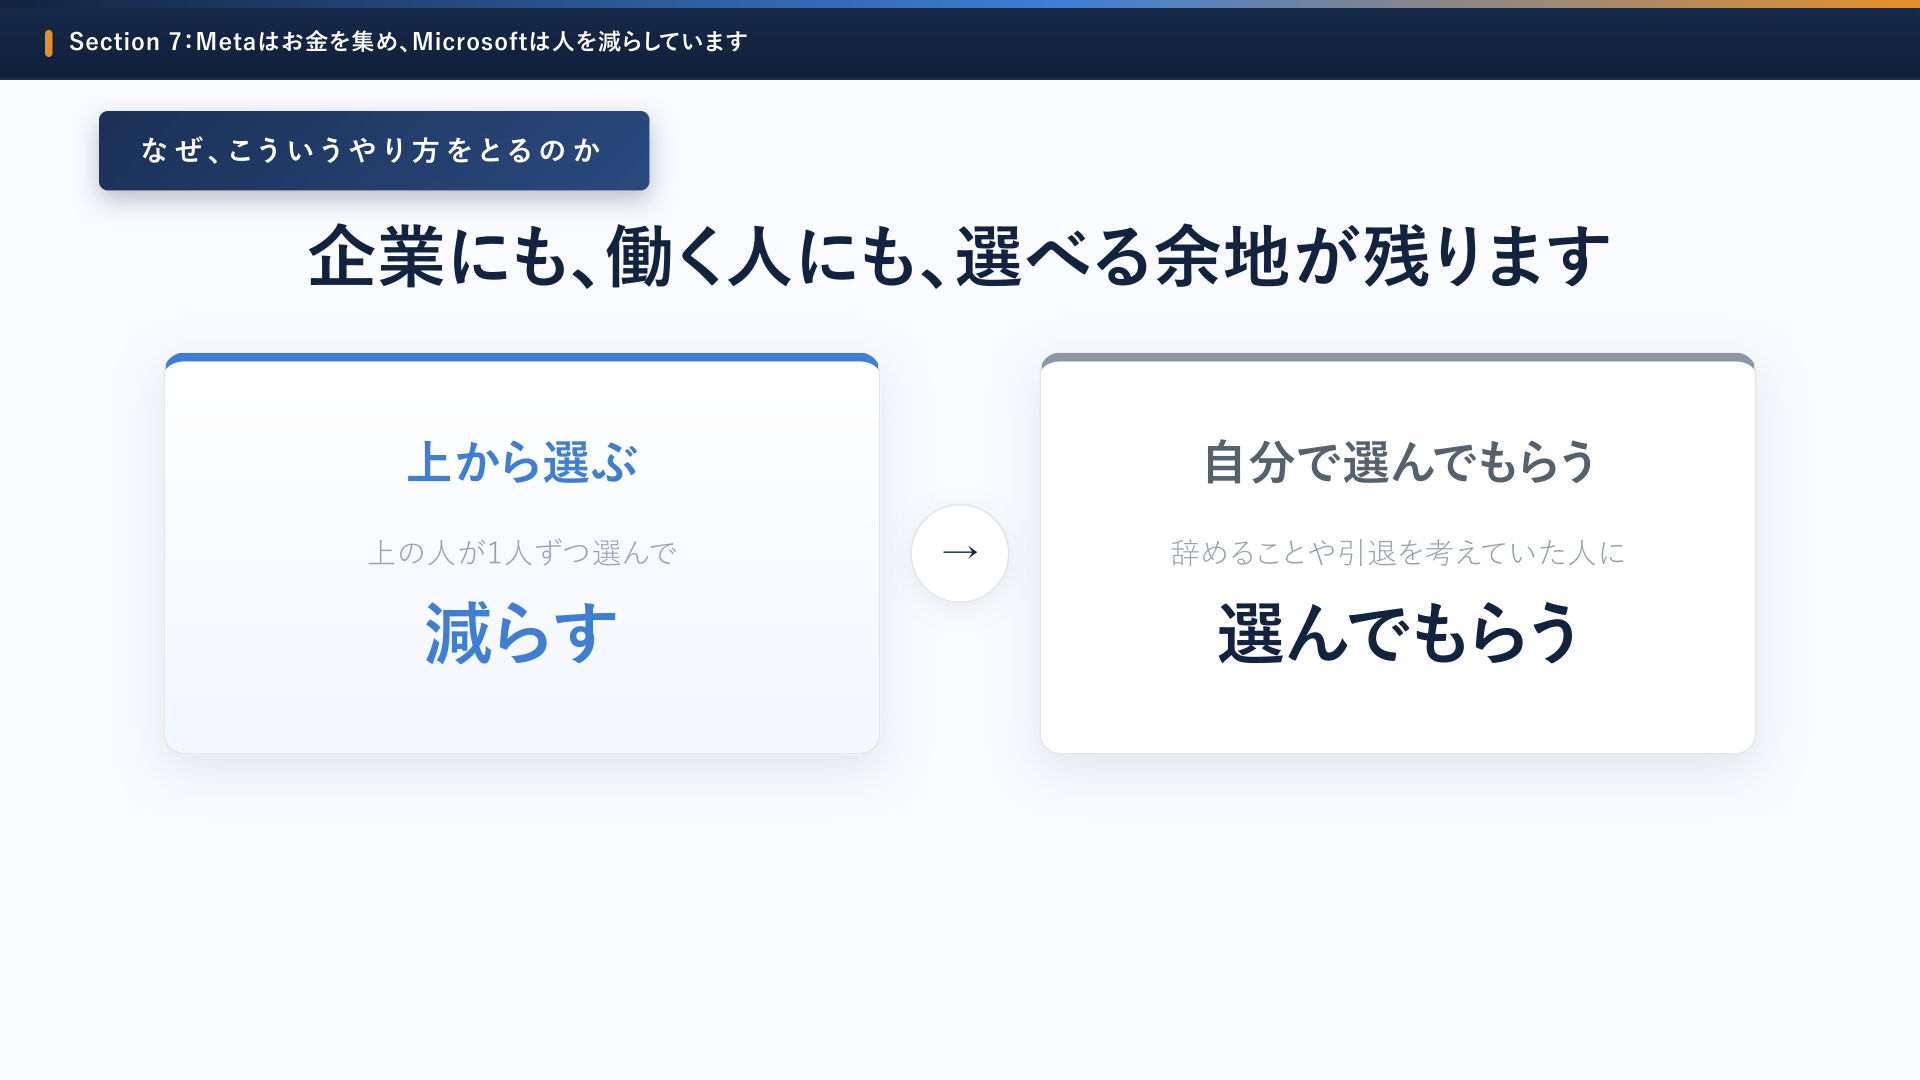 Section 7：Metaはお金を集め、Microsoftは人を減らしています
なぜ、こういうやり方をとるのか
企業にも、働く人にも、選べる余地が残ります
上から選ぶ
上の人が1人ずつ選んで
減らす
→
自分で選んでもらう
辞めることや引退を考えていた人に
選んでもらう